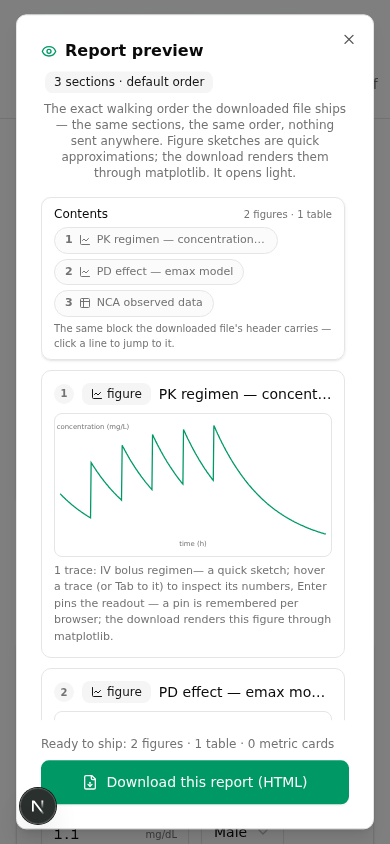 Report preview
3 sections · default order
The exact walking order the downloaded file ships
— the same sections, the same order, nothing
sent anywhere. Figure sketches are quick
approximations; the download renders them
through matplotlib. It opens light.
Contents
2 figures · 1 table
1 PK regimen — concentration…
2 PD effect — emax model
3 NCA observed data
The same block the downloaded file's header carries —
click a line to jump to it.
1 figure PK regimen — concent…
concentration (mg/L)
time (h)
1 trace: IV bolus regimen— a quick sketch; hover
a trace (or Tab to it) to inspect its numbers, Enter
pins the readout — a pin is remembered per
browser; the download renders this figure through
matplotlib.
2 figure PD effect — emax mo…
Ready to ship: 2 figures · 1 table · 0 metric cards
Download this report (HTML)
N
1.1 mg/dL Male